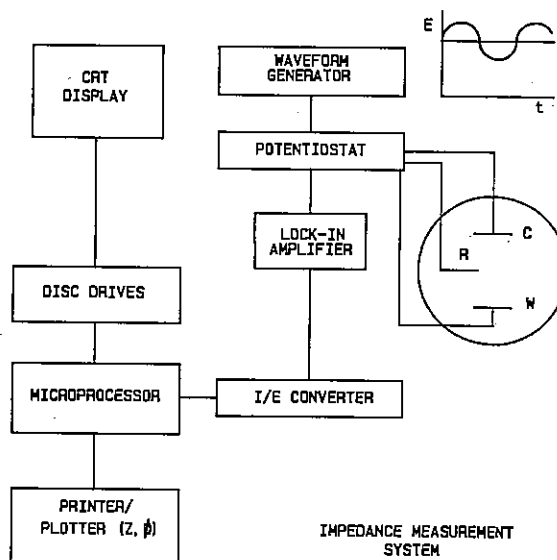 CRT
DISPLAY
WAVEFORM
GENERATOR
E
t
POTENTIOSTAT
LOCK-IN
AMPLIFIER
C
R
W
DISC DRIVES
MICROPROCESSOR
I/E CONVERTER
PRINTER/
PLOTTER (Z, ϕ)
IMPEDANCE MEASUREMENT
SYSTEM